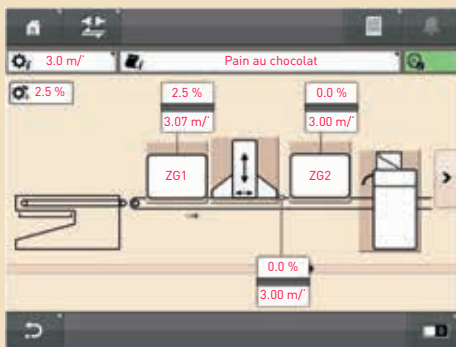 3.0 m/'
Pain au chocolat
2.5 %
2.5 %
3.07 m/'
0.0 %
3.00 m/'
ZG1
ZG2
0.0 %
3.00 m/'